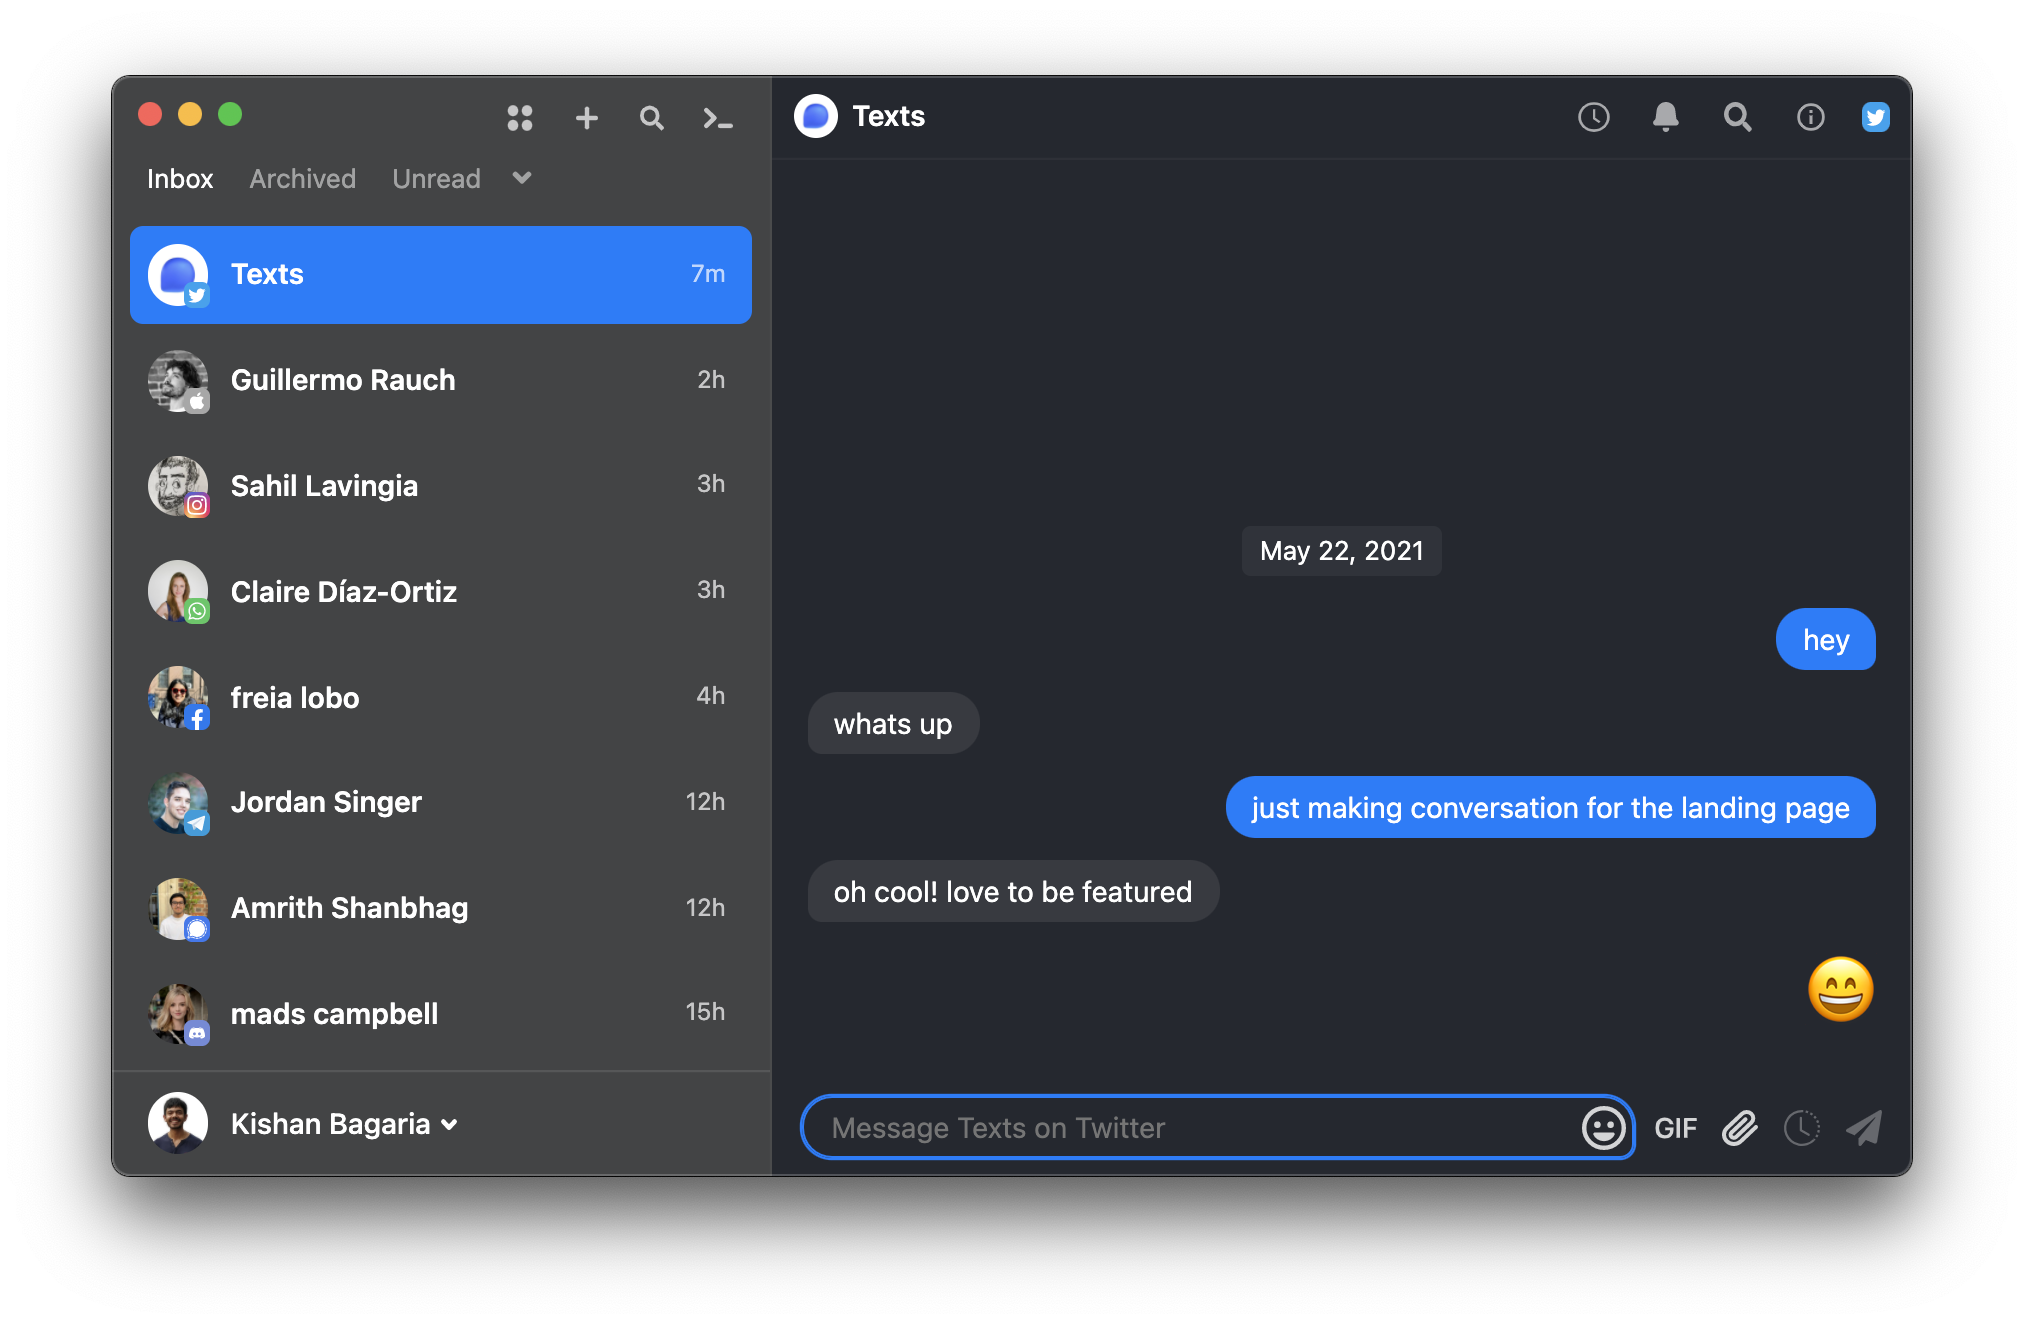 Inbox Archived Unread
Texts 7m
Guillermo Rauch 2h
Sahil Lavingia 3h
Claire Díaz-Ortiz 3h
freia lobo 4h
Jordan Singer 12h
Amrith Shanbhag 12h
mads campbell 15h
Kishan Bagaria
Texts
May 22, 2021
hey
whats up
just making conversation for the landing page
oh cool! love to be featured
Message Texts on Twitter
GIF